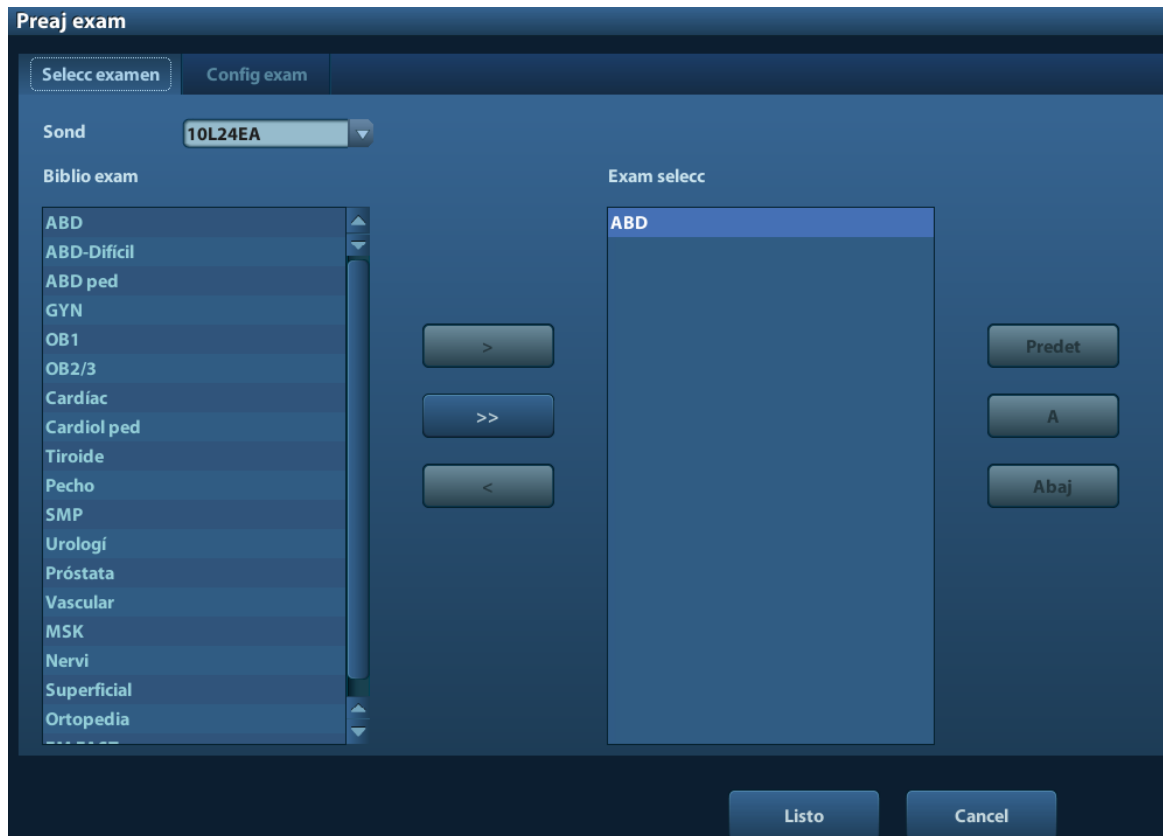 Preaj exam
Selecc examen Config exam
Sond 10L24EA
Biblio exam Exam selecc
ABD ABD
ABD-Difícil
ABD ped
GYN
OB1
OB2/3
Cardíac
Cardiol ped
Tiroide
Pecho
SMP
Urologí
Próstata
Vascular
MSK
Nervi
Superficial
Ortopedia
> Predet
>> A
< Abaj
Listo Cancel